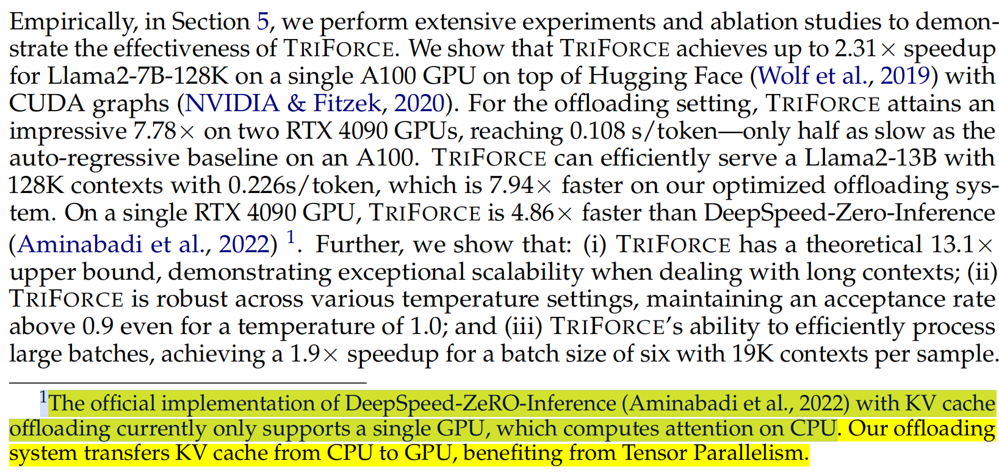 Empirically, in Section 5, we perform extensive experiments and ablation studies to demon-
strate the effectiveness of TRIFORCE. We show that TRIFORCE achieves up to 2.31× speedup
for Llama2-7B-128K on a single A100 GPU on top of Hugging Face (Wolf et al., 2019) with
CUDA graphs (NVIDIA & Fitzek, 2020). For the offloading setting, TRIFORCE attains an
impressive 7.78× on two RTX 4090 GPUs, reaching 0.108 s/token—only half as slow as the
auto-regressive baseline on an A100. TRIFORCE can efficiently serve a Llama2-13B with
128K contexts with 0.226s/token, which is 7.94× faster on our optimized offloading sys-
tem. On a single RTX 4090 GPU, TRIFORCE is 4.86× faster than DeepSpeed-Zero-Inference
(Aminabadi et al., 2022) 1. Further, we show that: (i) TRIFORCE has a theoretical 13.1×
upper bound, demonstrating exceptional scalability when dealing with long contexts; (ii)
TRIFORCE is robust across various temperature settings, maintaining an acceptance rate
above 0.9 even for a temperature of 1.0; and (iii) TRIFORCE's ability to efficiently process
large batches, achieving a 1.9× speedup for a batch size of six with 19K contexts per sample.
1The official implementation of DeepSpeed-ZeRO-Inference (Aminabadi et al., 2022) with KV cache
offloading currently only supports a single GPU, which computes attention on CPU. Our offloading
system transfers KV cache from CPU to GPU, benefiting from Tensor Parallelism.